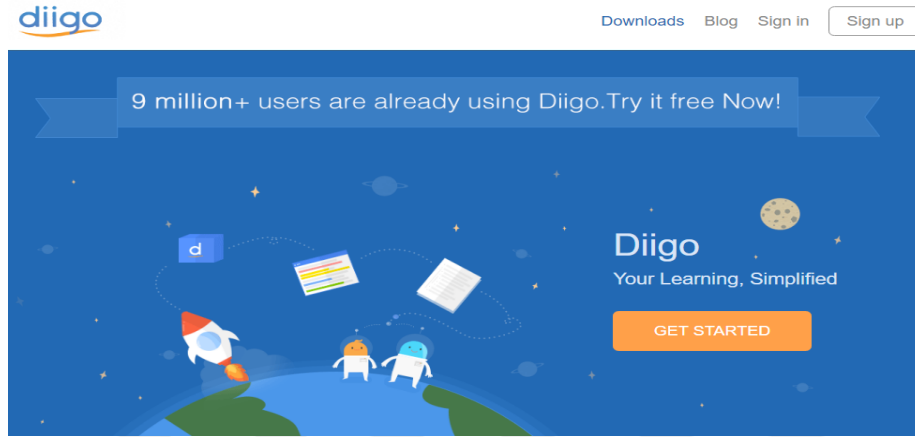 diigo
Downloads Blog Sign in Sign up
9 million+ users are already using Diigo.Try it free Now!
d
Diigo
Your Learning, Simplified
GET STARTED